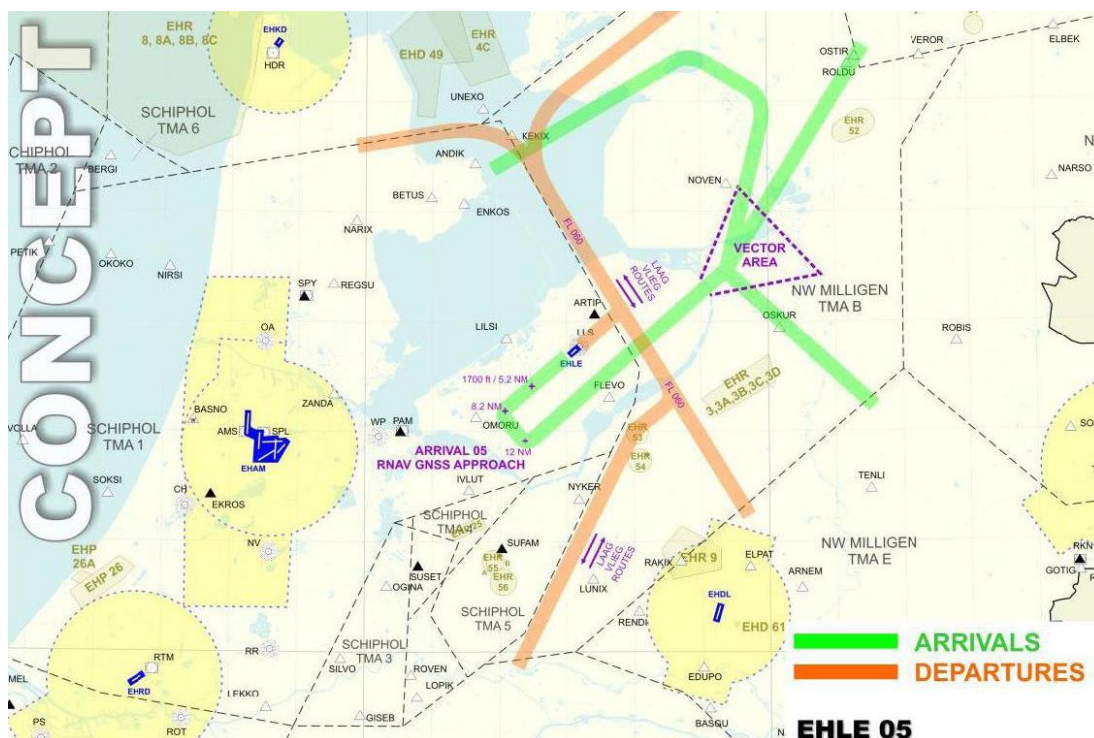 CONCEPT
EHR
8, 8A, 8B, 8C
EHKD
HDR
EHD 49
EHR
4C
OSTIR
ROLDU
VEROR
ELBEK
SCHIPHOL
TMA 6
CHIPHOL
TMA 2
BERGI
UNEXO
KEKIX
ANDIK
EHR
52
BETUS
ENKOS
NOVEN
NARSO
N
NARIX
PETIK
OKOKO
NIRSI
FL 060
LAAG
VLIEG
ROUTES
VECTOR
AREA
NW MILLIGEN
TMA B
SPY
REGSU
ARTIP
OSKUR
OA
LILSI
LLS
EHLE
ROBIS
1700 ft / 5.2 NM
FLEVO
FL 060
EHR
3,3A,3B,3C,3D
ZANDA
8.2 NM
BASNO
WP
PAM
OMORU
VOLLA
SCHIPHOL
TMA 1
AMS
SPL
EHAM
ARRIVAL 05
RNAV GNSS APPROACH
12 NM
EHR
53
EHR
54
SO
SOKSI
CH
EKROS
IVLUT
NYKER
TENLI
SCHIPHOL
TMA 4
EHP 25
NV
SUFAM
EHP
26A
EHP 26
EHR
55
A
B
EHR
56
SUSET
OGINA
LAAG
VLIEG
ROUTES
LUNIX
RAKIK
EHR 9
ELPAT
ARNEM
NW MILLIGEN
TMA E
RKN
GOTIG
R
SCHIPHOL
TMA 5
RENDI
EHDL
EHD 61
RTM
EHRD
RR
SILVO
SCHIPHOL
TMA 3
ROVEN
LOPIK
EDUPO
ARRIVALS
DEPARTURES
MEL
LEKKO
PS
ROT
GISEB
BASGU
N
EHLE 05